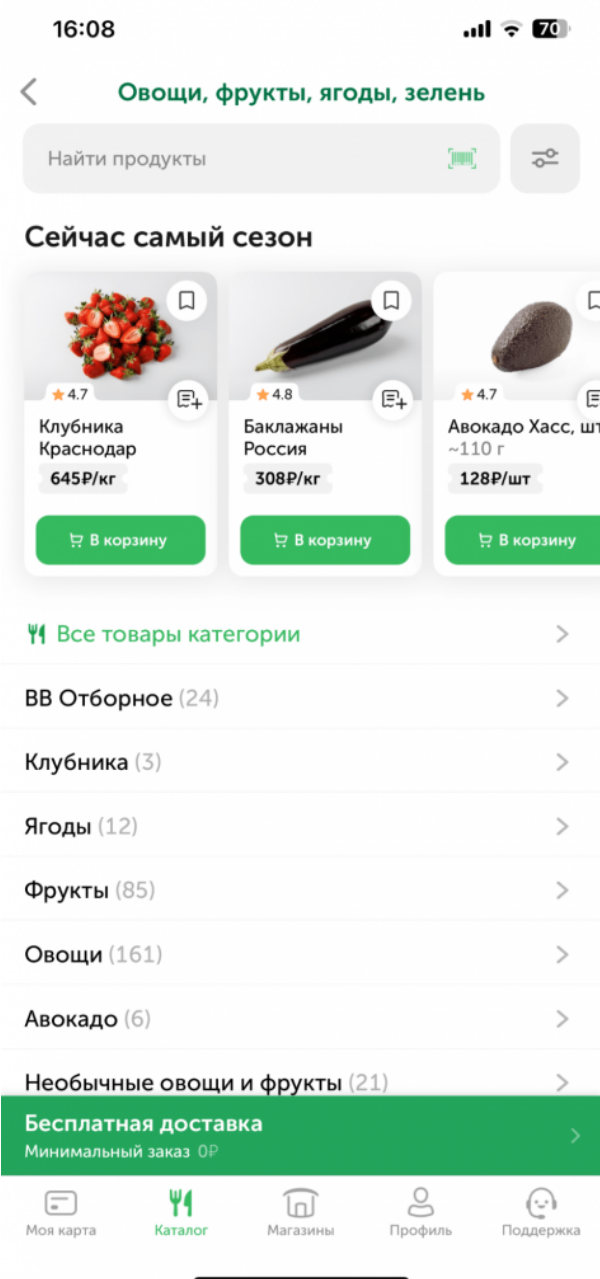 16:08
70
Овощи, фрукты, ягоды, зелень
Найти продукты
Сейчас самый сезон
4.7
4.8
4.7
Клубника
Краснодар
645₽/кг
В корзину
Баклажаны
Россия
308₽/кг
В корзину
Авокадо Хасс, шт
~110 г
128₽/шт
В корзину
Все товары категории
ВВ Отборное (24)
Клубника (3)
Ягоды (12)
Фрукты (85)
Овощи (161)
Авокадо (6)
Необычные овощи и фрукты (21)
Бесплатная доставка
Минимальный заказ 0₽
Моя карта
Каталог
Магазины
Профиль
Поддержка